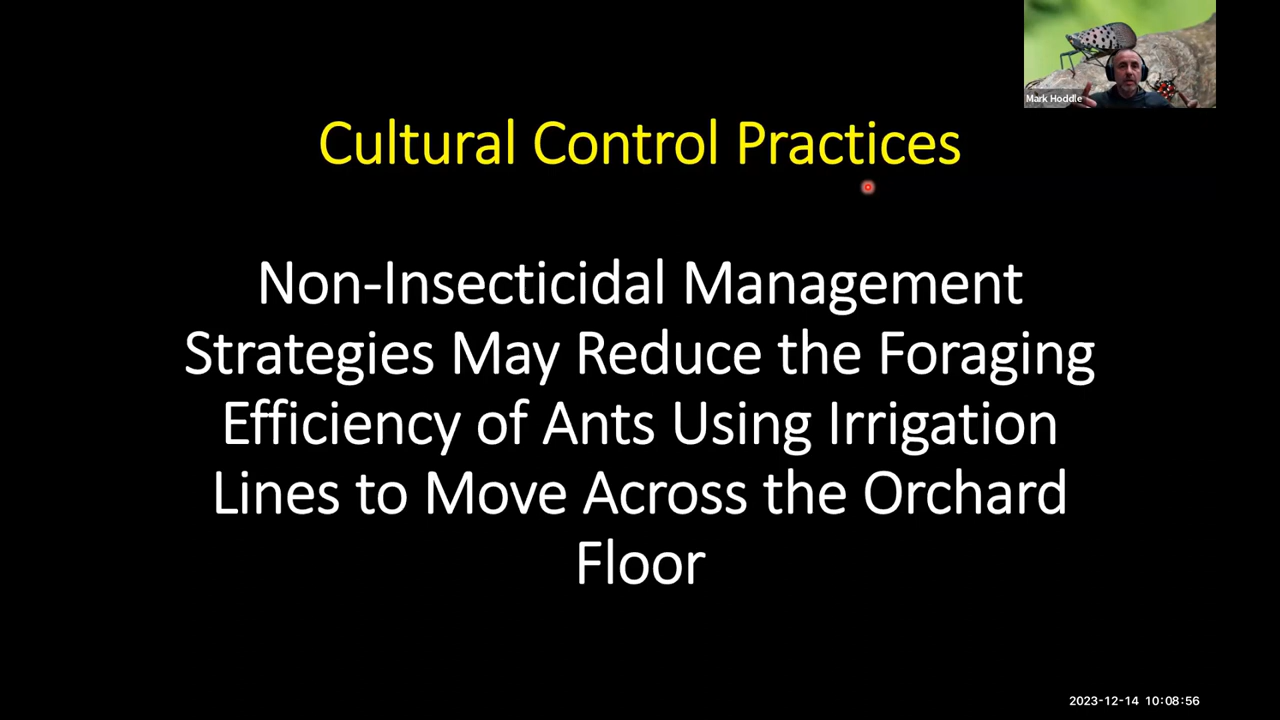 Mark Hoddle
Cultural Control Practices
Non-Insecticidal Management
Strategies May Reduce the Foraging
Efficiency of Ants Using Irrigation
Lines to Move Across the Orchard
Floor
2023-12-14 10:08:56